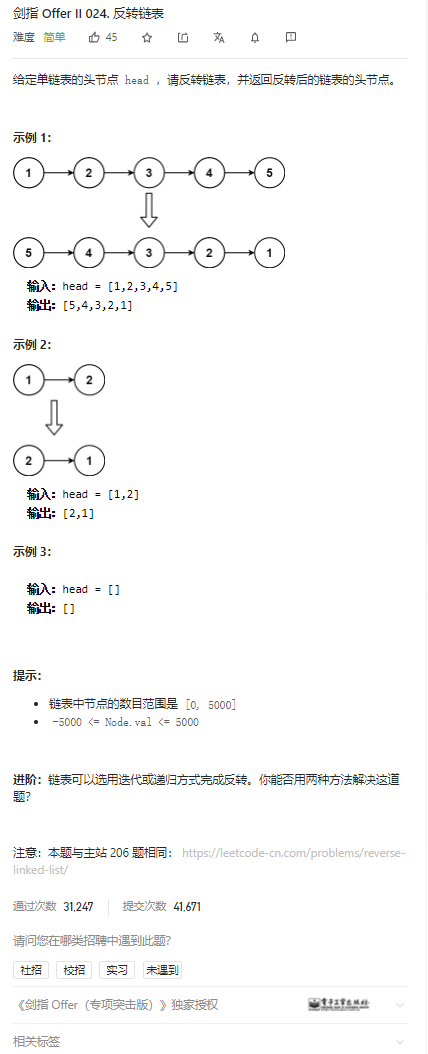 剑指 Offer II 024. 反转链表
难度 简单 45
给定单链表的头节点 head ，请反转链表，并返回反转后的链表的头节点。
示例 1：
1 2 3 4 5
5 4 3 2 1
输入：head = [1,2,3,4,5]
输出：[5,4,3,2,1]
示例 2：
1 2
2 1
输入：head = [1,2]
输出：[2,1]
示例 3：
输入：head = []
输出：[]
提示：
• 链表中节点的数目范围是 [0, 5000]
• -5000 <= Node.val <= 5000
进阶：链表可以选用迭代或递归方式完成反转。你能否用两种方法解决这道
题？
注意：本题与主站 206 题相同： https://leetcode-cn.com/problems/reverse-
linked-list/
通过次数 31,247 提交次数 41,671
请问您在哪类招聘中遇到此题？
社招 校招 实习 未遇到
《剑指 Offer（专项突击版）》独家授权 电子工业出版社
相关标签